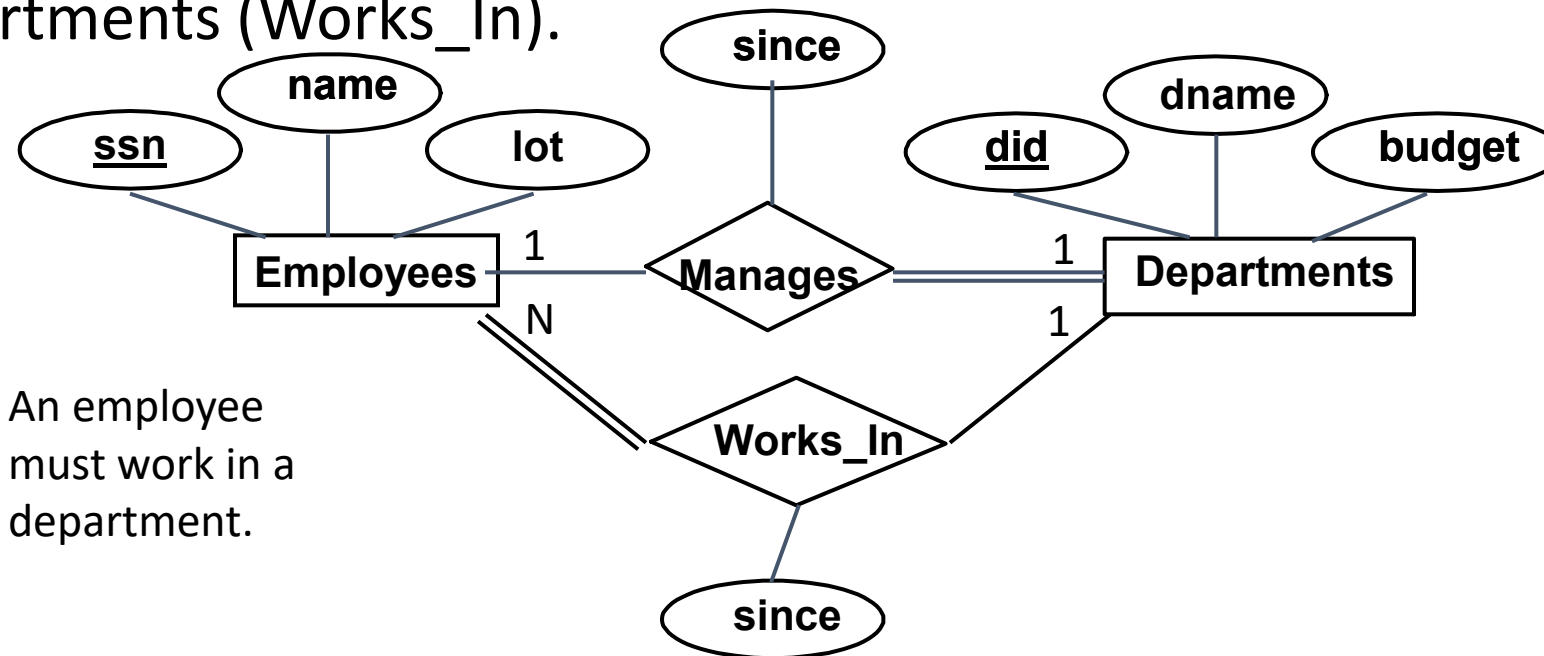 rtments (Works_In).
since
name
dname
ssn
lot
did
budget
1
1
Employees
Manages
Departments
N
1
An employee
must work in a
department.
Works_In
since